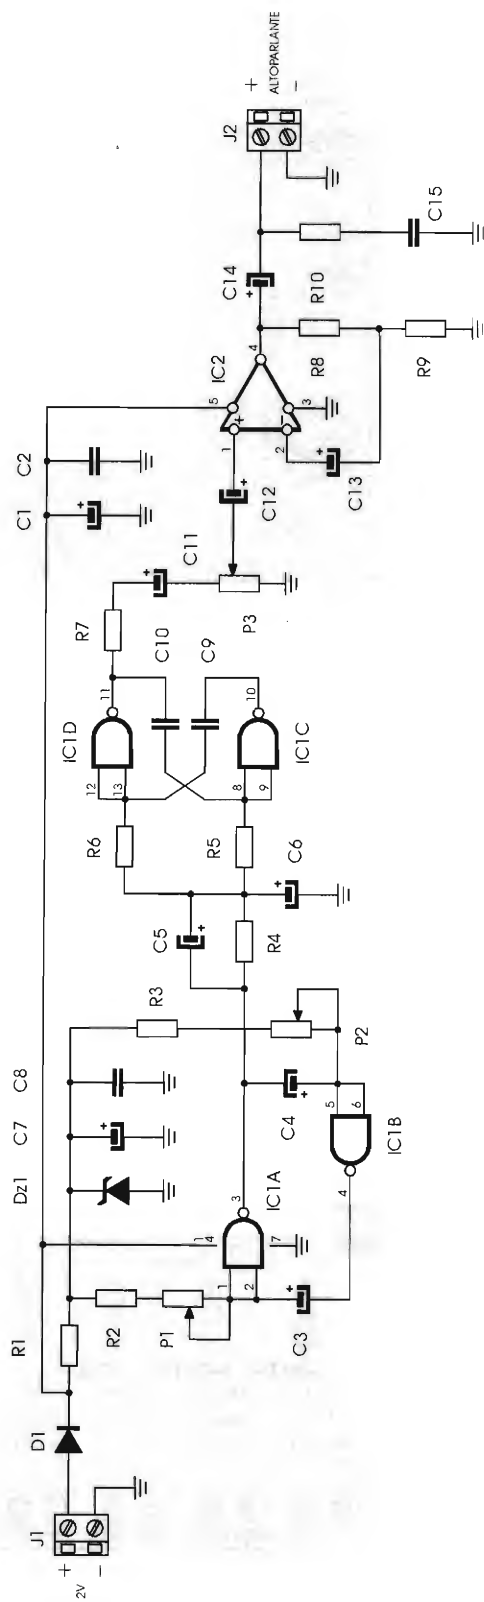 J1
+
2V
−
D1
R1
R2
P1
C3
Dz1
C7
C8
1
2
3
1
4
7
IC1A
R3
P2
C4
5
6
4
IC1B
C5
R4
C6
R6
R5
12
13
11
IC1D
8
9
10
IC1C
C10
C9
R7
C11
P3
C1
C2
C12
1
2
3
4
5
+
−
IC2
C13
C14
R8
R9
R10
C15
J2
+
ALTOPARLANTE
−
+
+
+
+
+
+
+
+
+
+